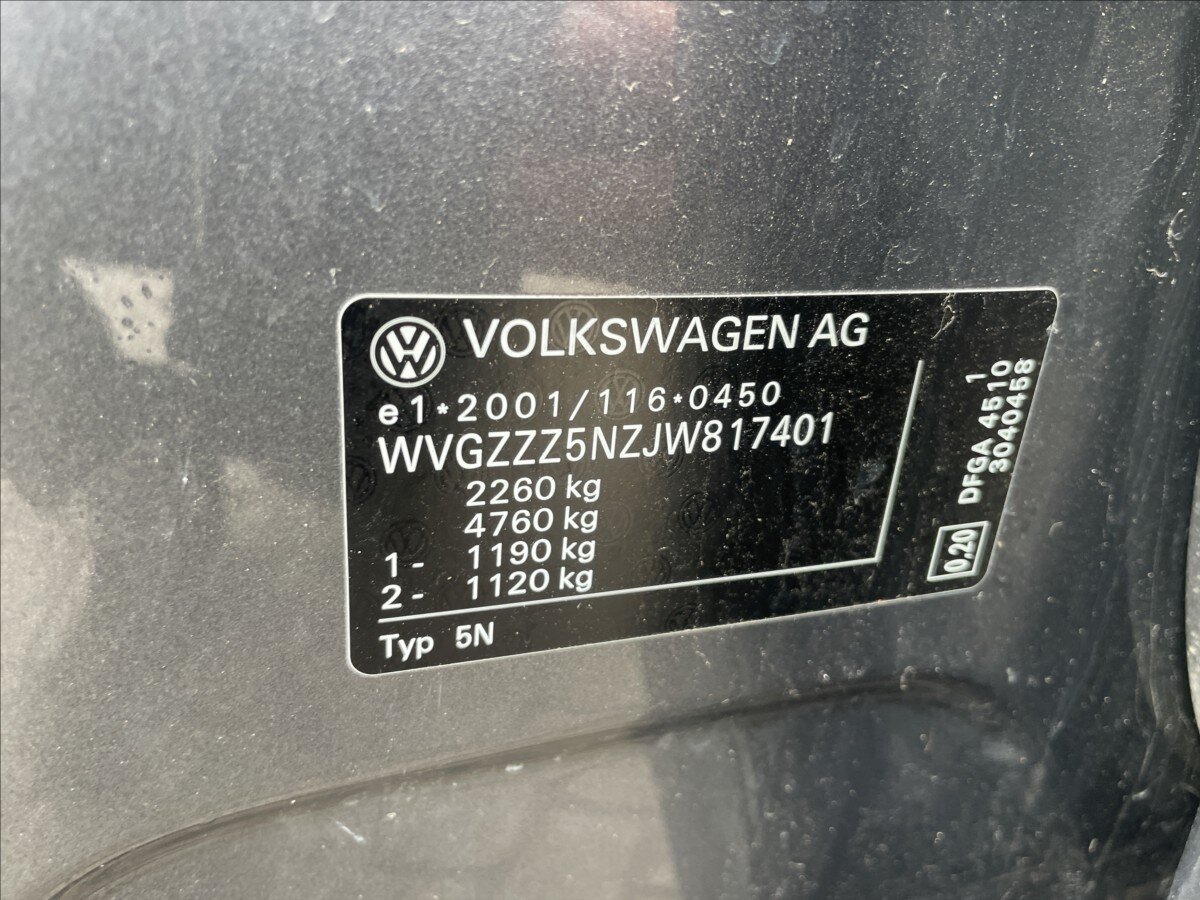 VOLKSWAGEN AG
e1*2001/116*0450
WVGZZZ5NZJW817401
2260 kg
4760 kg
1- 1190 kg
2- 1120 kg
Typ 5N
1
DFGA 4510
3040458
0.20